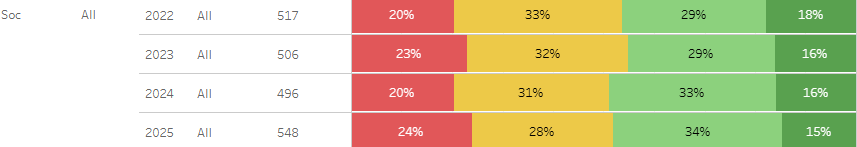 Soc All 2022 All 517 20% 33% 29% 18%
2023 All 506 23% 32% 29% 16%
2024 All 496 20% 31% 33% 16%
2025 All 548 24% 28% 34% 15%